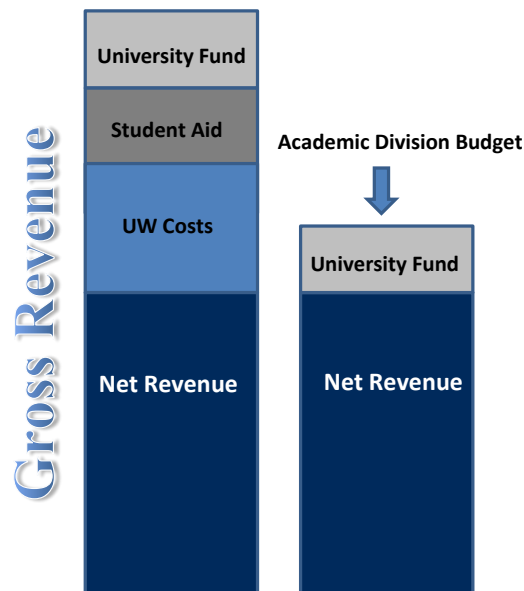 Gross Revenue
University Fund
Student Aid
UW Costs
Net Revenue
Academic Division Budget
University Fund
Net Revenue